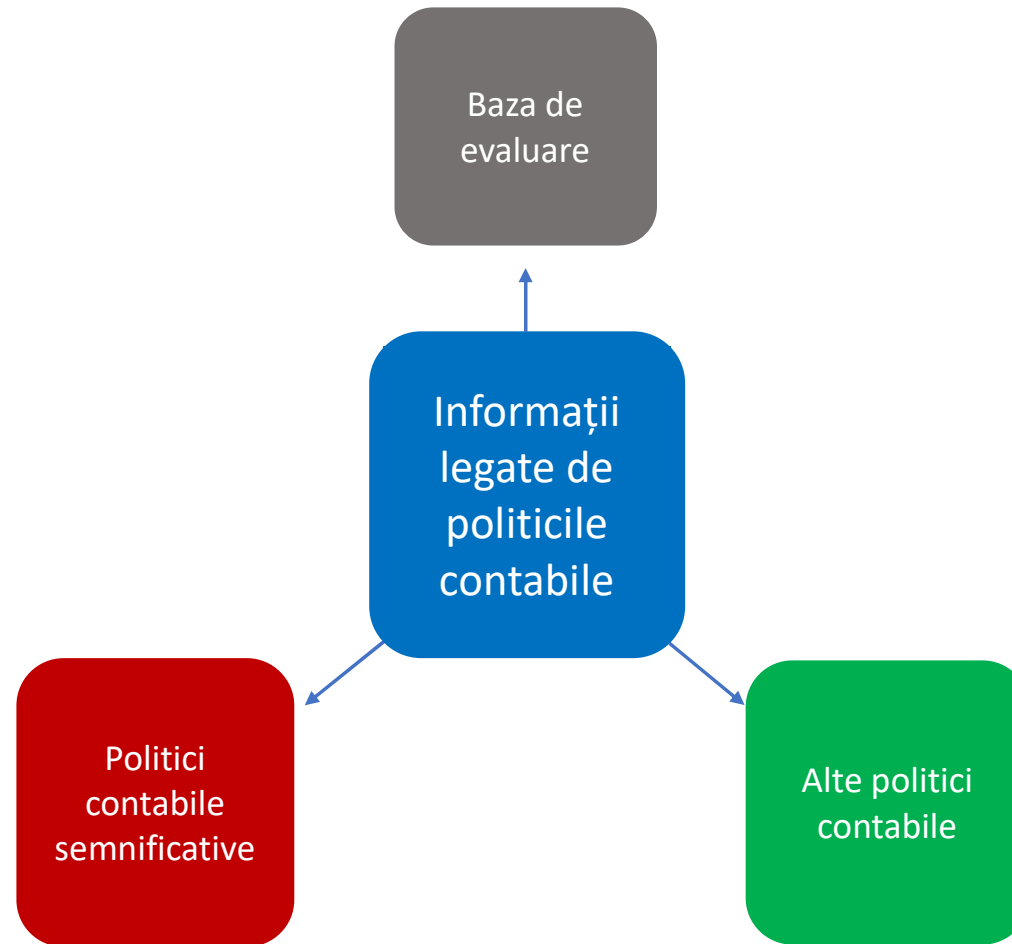 Baza de
evaluare
Informații
legate de
politicile
contabile
Politici
contabile
semnificative
Alte politici
contabile